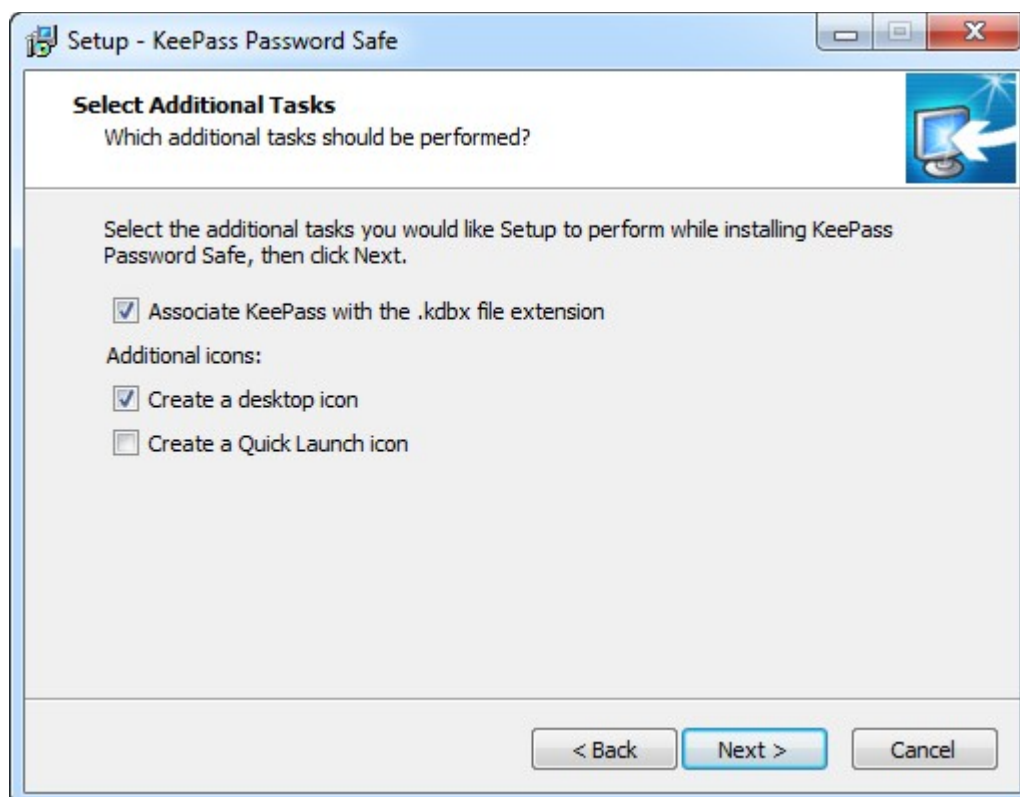 Setup - KeePass Password Safe
Select Additional Tasks
Which additional tasks should be performed?
Select the additional tasks you would like Setup to perform while installing KeePass
Password Safe, then click Next.
Associate KeePass with the .kdbx file extension
Additional icons:
Create a desktop icon
Create a Quick Launch icon
< Back Next > Cancel